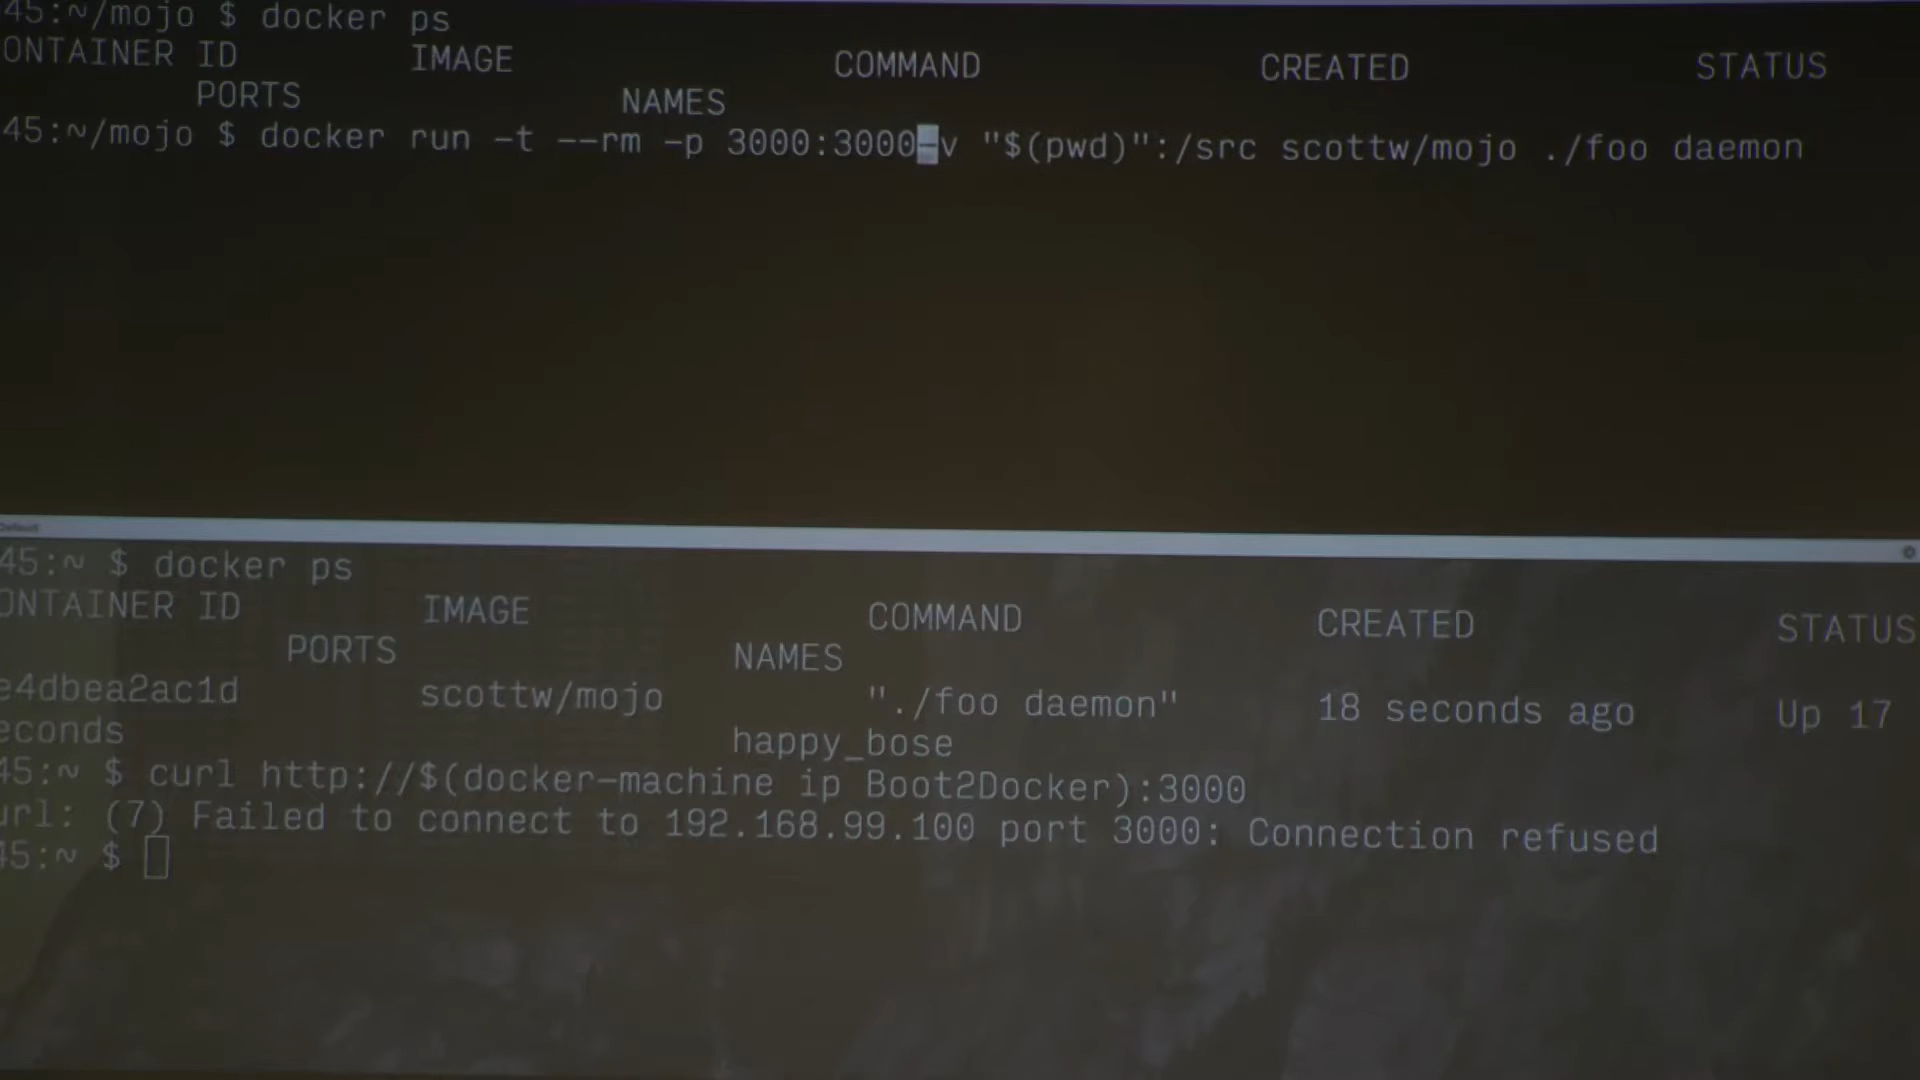 45:~/mojo $ docker ps
ONTAINER ID IMAGE COMMAND CREATED STATUS
PORTS NAMES
45:~/mojo $ docker run -t --rm -p 3000:3000-v "$(pwd)":/src scottw/mojo ./foo daemon
Default
45:~ $ docker ps
ONTAINER ID IMAGE COMMAND CREATED STATUS
PORTS NAMES
e4dbea2ac1d scottw/mojo "./foo daemon" 18 seconds ago Up 17
econds happy_bose
45:~ $ curl http://$(docker-machine ip Boot2Docker):3000
url: (7) Failed to connect to 192.168.99.100 port 3000: Connection refused
45:~ $